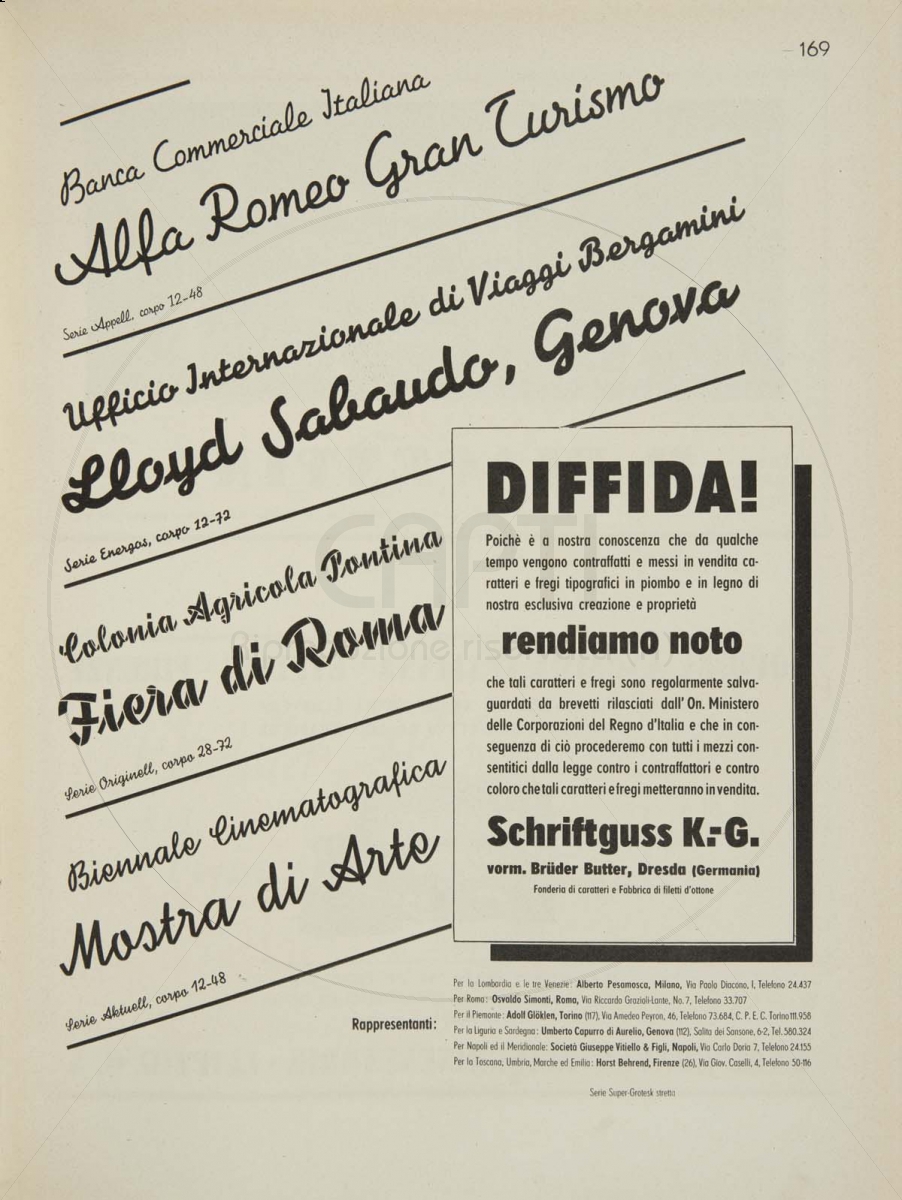 169
Banca Commerciale Italiana
Alfa Romeo Gran Turismo
Serie Appell, corpo 12-48
Ufficio Internazionale di Viaggi Bergamini
Lloyd Sabaudo, Genova
Serie Energos, corpo 12-72
Colonia Agricola Pontina
Fiera di Roma
Serie Originell, corpo 28-72
Biennale Cinematografica
Mostra di Arte
Serie Aktuell, corpo 12-48
DIFFIDA!
Poichè è a nostra conoscenza che da qualche
tempo vengono contraffatti e messi in vendita ca-
ratteri e fregi tipografici in piombo e in legno di
nostra esclusiva creazione e proprietà
rendiamo noto
che tali caratteri e fregi sono regolarmente salva-
guardati da brevetti rilasciati dall'On. Ministero
delle Corporazioni del Regno d'Italia e che in con-
seguenza di ciò procederemo con tutti i mezzi con-
sentitici dalla legge contro i contraffattori e contro
coloro che tali caratteri e fregi metteranno in vendita.
Schriftguss K.-G.
vorm. Brüder Butter, Dresda (Germania)
Fonderia di caratteri e Fabbrica di filetti d'ottone
Rappresentanti:
Per la Lombardia e le tre Venezie: Alberto Pesamosca, Milano, Via Paolo Diacono, 1, Telefono 24.437
Per Roma: Osvaldo Simonti, Roma, Via Riccardo Grazioli-Lante, No. 7, Telefono 33.707
Per il Piemonte: Adolf Glöklen, Torino (117), Via Amedeo Peyron, 46, Telefono 73.684, C. P. E. C. Torino 111.958
Per la Liguria e Sardegna: Umberto Capurro di Aurelio, Genova (112), Salita dei Sansone, 6-2, Tel. 580.324
Per Napoli ed il Meridionale: Società Giuseppe Vitiello & Figli, Napoli, Via Carlo Doria 7, Telefono 24.155
Per la Toscana, Umbria, Marche ed Emilia: Horst Behrend, Firenze (26), Via Giov. Caselli, 4, Telefono 50-116
Serie Super-Grotesk stretta
CAPTI
Riproduzione riservata (n)